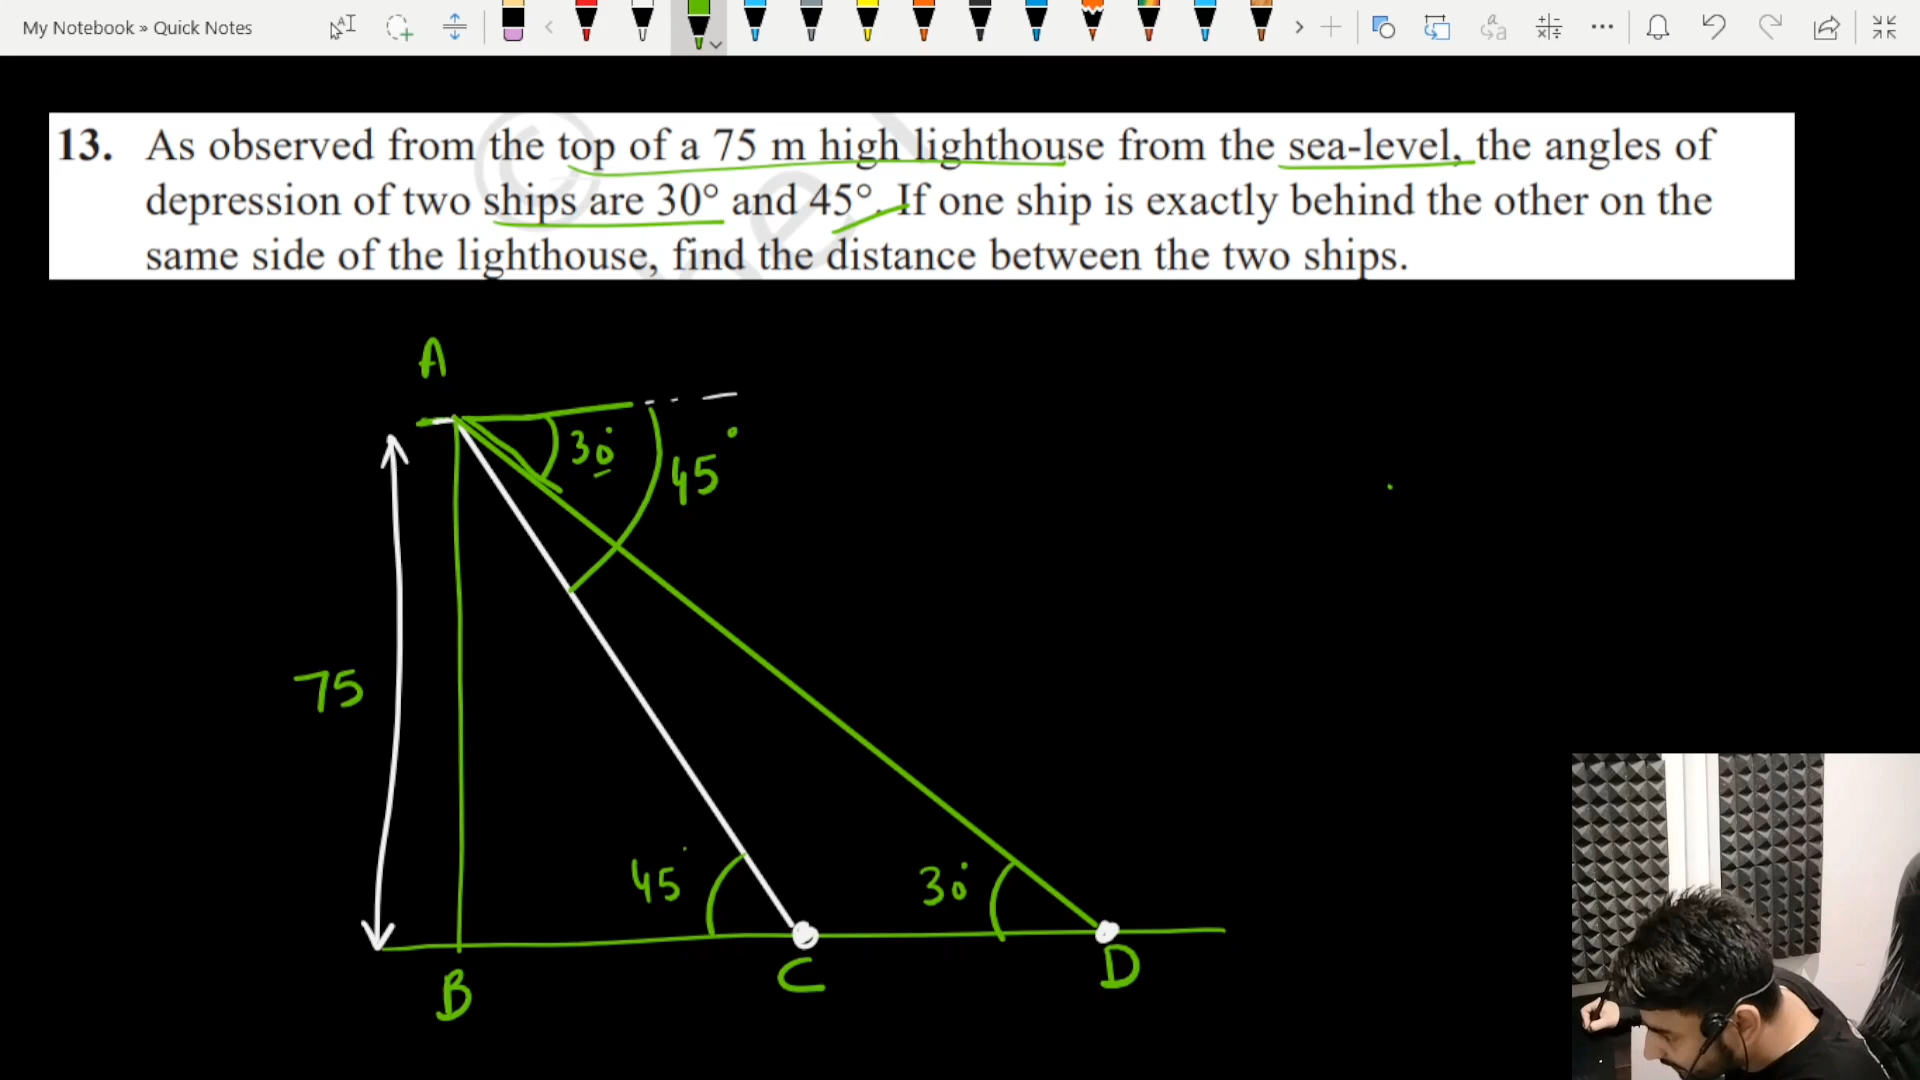 My Notebook » Quick Notes
13. As observed from the top of a 75 m high lighthouse from the sea-level, the angles of
depression of two ships are 30° and 45°. If one ship is exactly behind the other on the
same side of the lighthouse, find the distance between the two ships.
A
30°
45°
75
45°
30°
B
C
D